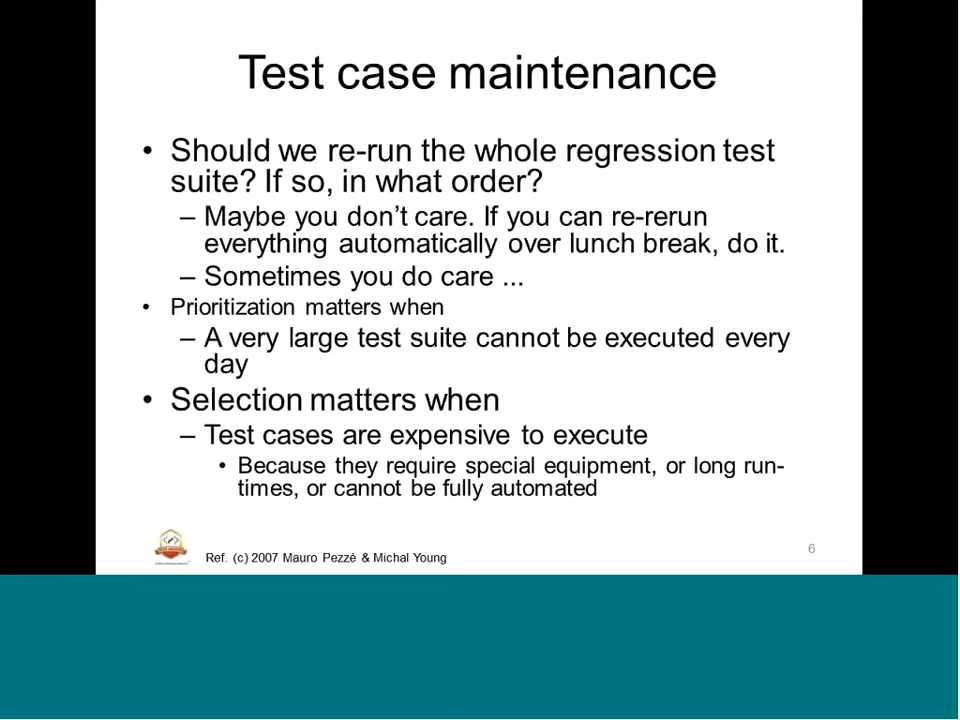 Test case maintenance
• Should we re-run the whole regression test
suite? If so, in what order?
– Maybe you don't care. If you can re-rerun
everything automatically over lunch break, do it.
– Sometimes you do care ...
• Prioritization matters when
– A very large test suite cannot be executed every
day
• Selection matters when
– Test cases are expensive to execute
• Because they require special equipment, or long run-
times, or cannot be fully automated
Ref. (c) 2007 Mauro Pezzè & Michal Young
6